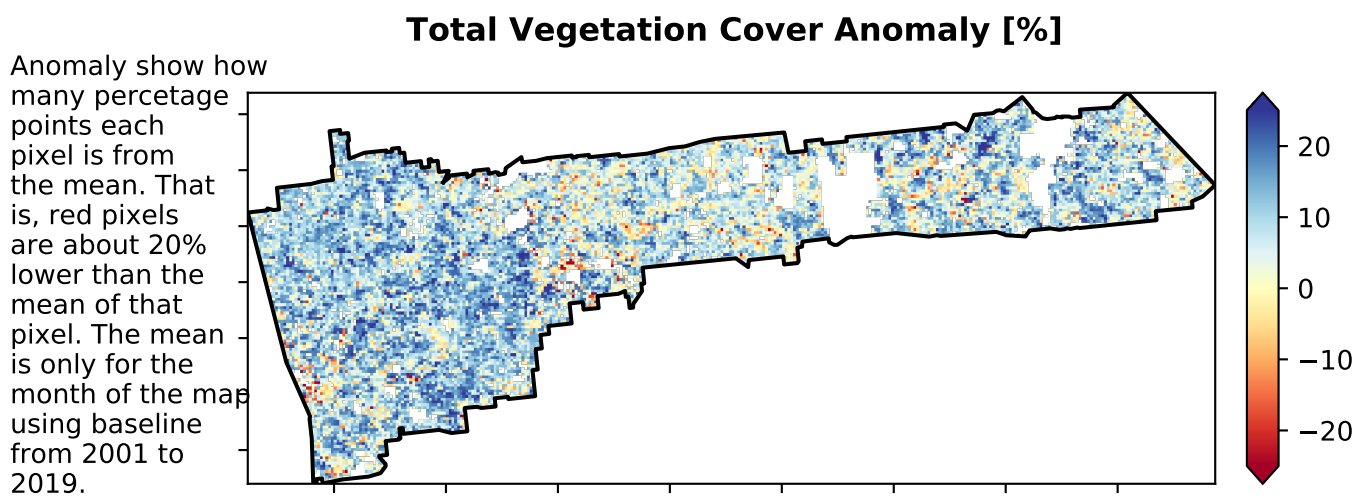 Total Vegetation Cover Anomaly [%]
Anomaly show how
many percetage
points each
pixel is from
the mean. That
is, red pixels
are about 20%
lower than the
mean of that
pixel. The mean
is only for the
month of the map
using baseline
from 2001 to
2019.
20
10
0
−10
−20